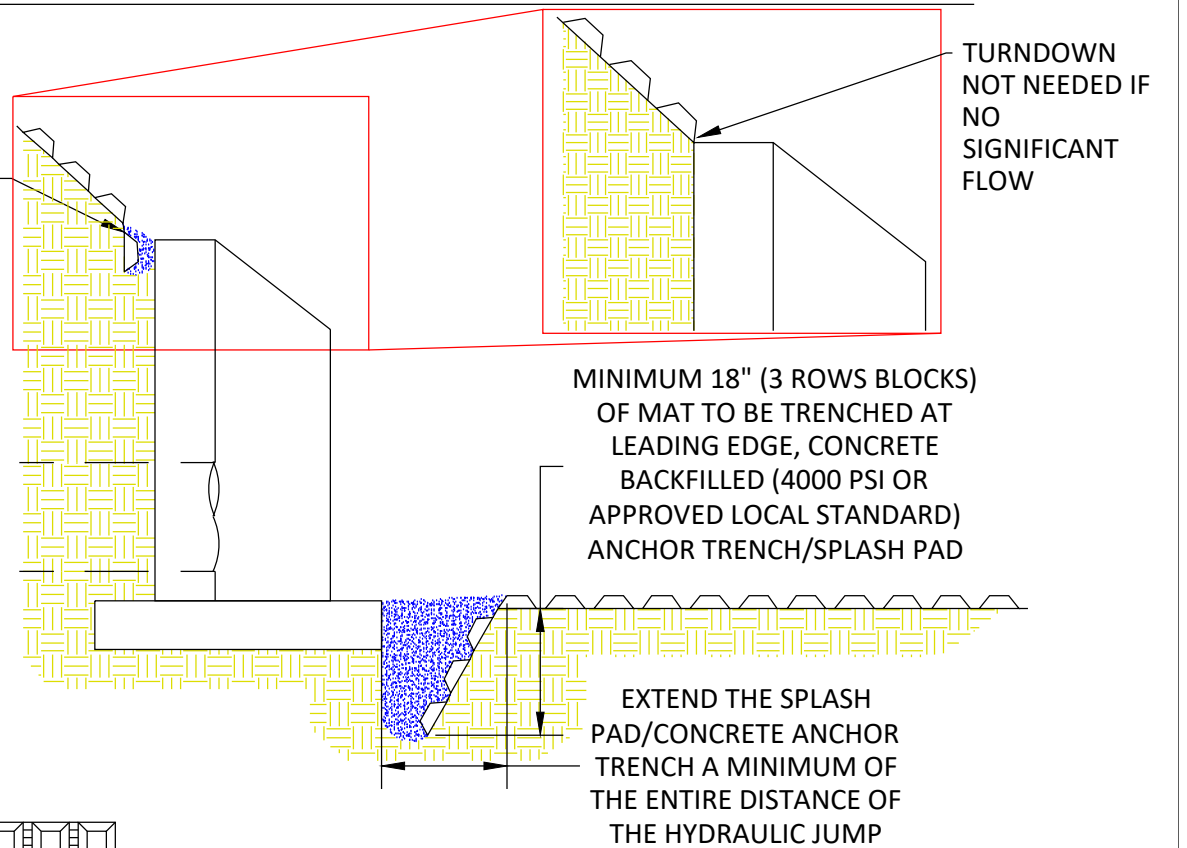 TURNDOWN
NOT NEEDED IF
NO
SIGNIFICANT
FLOW
MINIMUM 18" (3 ROWS BLOCKS)
OF MAT TO BE TRENCHED AT
LEADING EDGE, CONCRETE
BACKFILLED (4000 PSI OR
APPROVED LOCAL STANDARD)
ANCHOR TRENCH/SPLASH PAD
EXTEND THE SPLASH
PAD/CONCRETE ANCHOR
TRENCH A MINIMUM OF
THE ENTIRE DISTANCE OF
THE HYDRAULIC JUMP